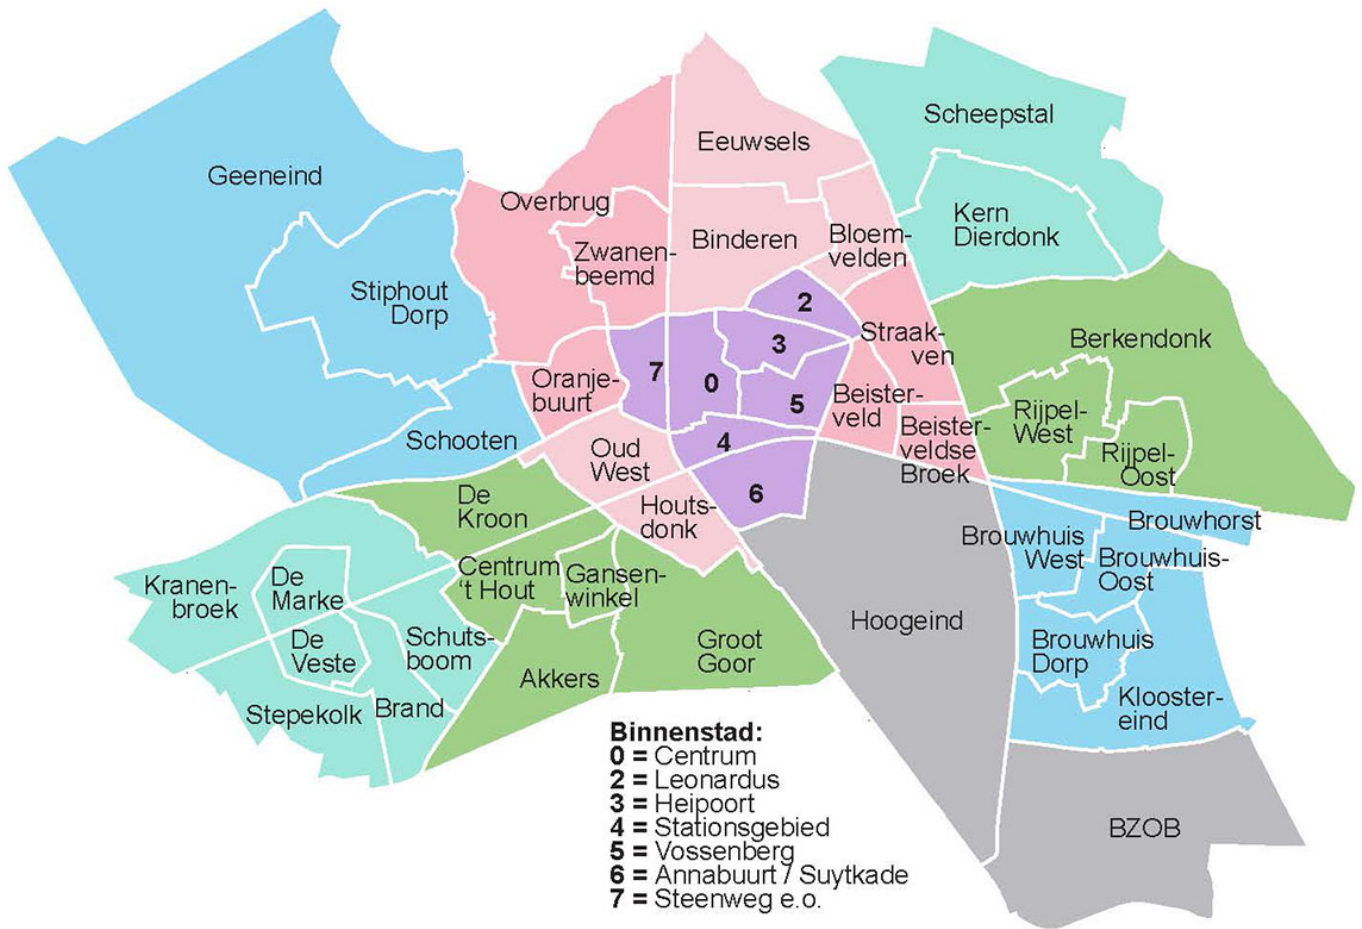 Scheepstal
Eeuwsels
Geeneind
Overbrug
Kern
Dierdonk
Binderen
Bloem-
velden
Zwanen-
beemd
Stiphout
Dorp
2
Straak-
ven
3
Berkendonk
7
0
Oranje-
buurt
5
Beister-
veld
Rijpel-
West
Beister-
veldse
Broek
Schooten
4
Oud
West
Rijpel-
Oost
6
De
Kroon
Houts-
donk
Brouwhorst
Brouwhuis
West
Brouwhuis-
Oost
Centrum
't Hout
Gansen-
winkel
Kranen-
broek
De
Marke
Hoogeind
De
Veste
Schuts-
boom
Groot
Goor
Brouwhuis
Dorp
Akkers
Stepekolk
Brand
Klooster-
eind
BZOB
Binnenstad:
0 = Centrum
2 = Leonardus
3 = Heipoort
4 = Stationsgebied
5 = Vossenberg
6 = Annabuurt / Suytkade
7 = Steenweg e.o.